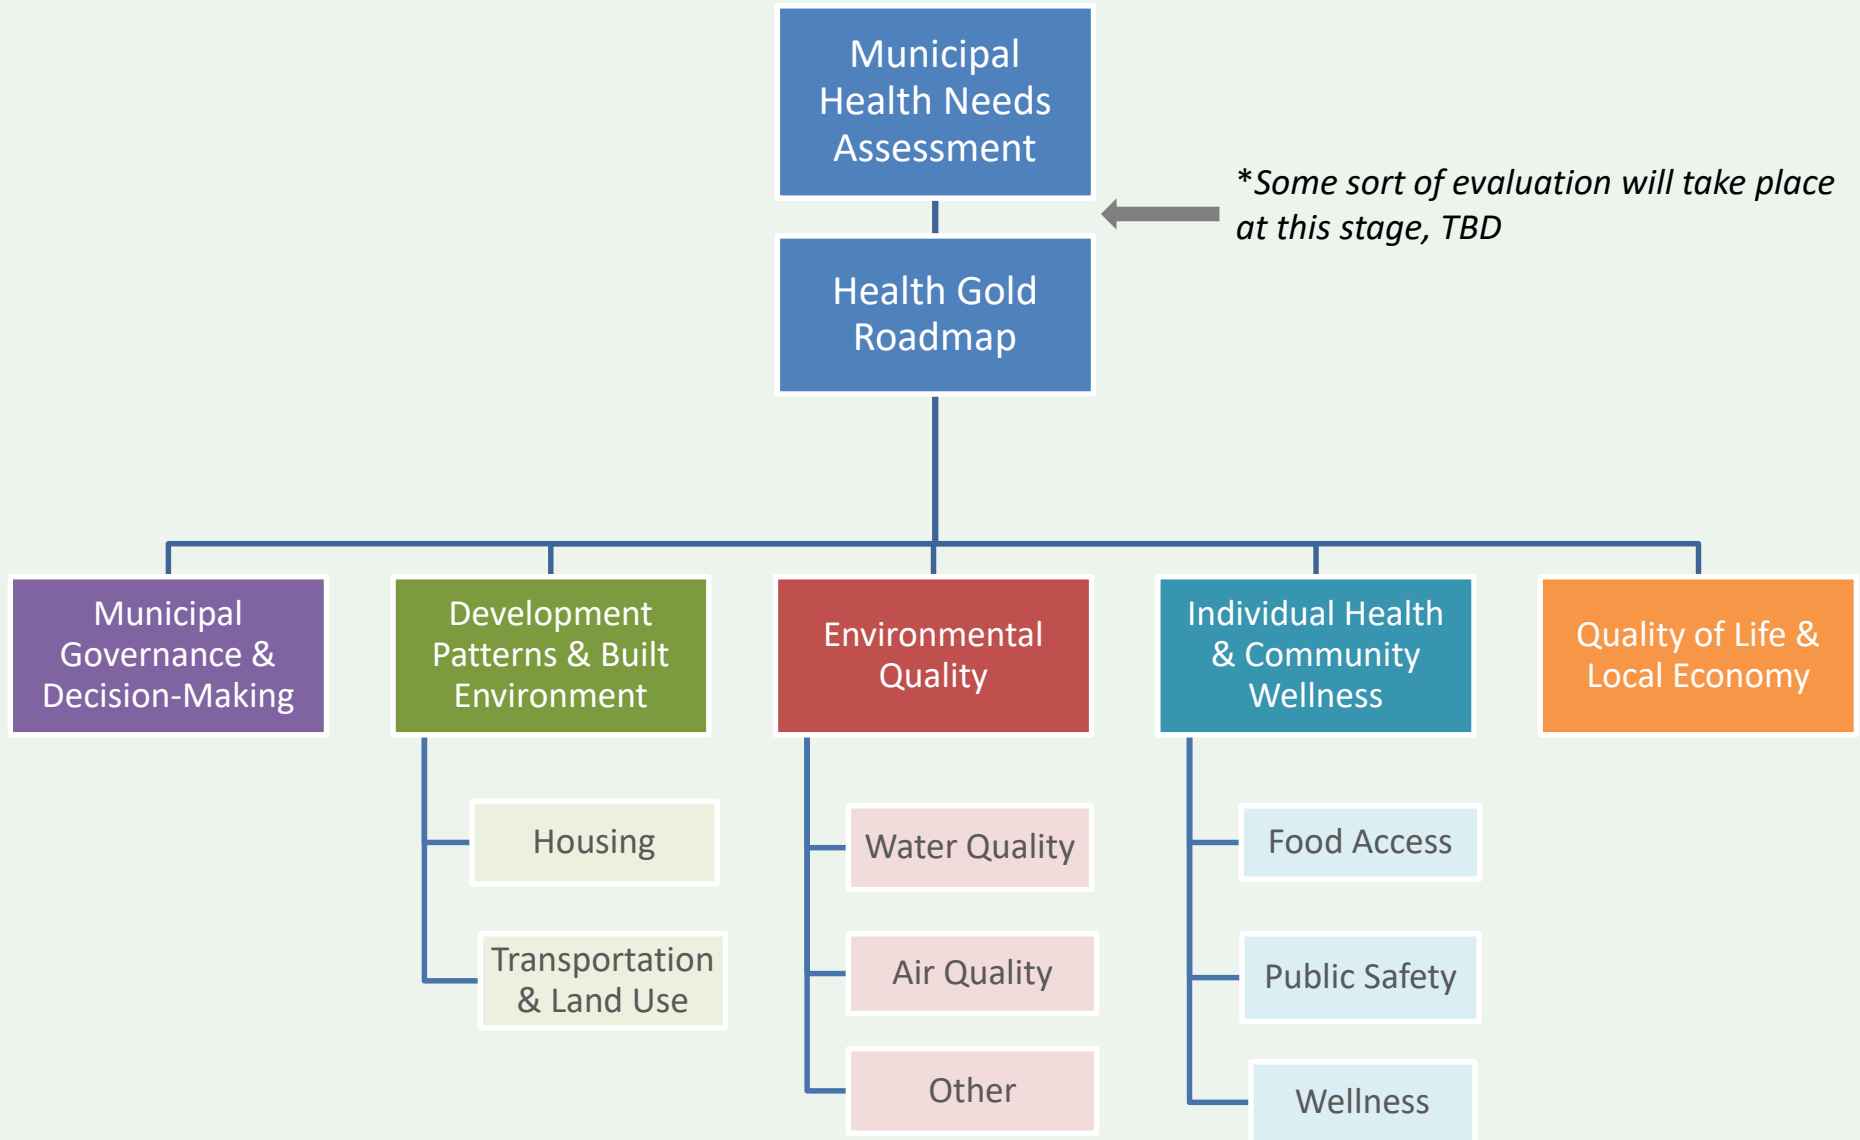 Municipal
Health Needs
Assessment
*Some sort of evaluation will take place
at this stage, TBD
Health Gold
Roadmap
Municipal
Governance &
Decision-Making
Development
Patterns & Built
Environment
Environmental
Quality
Individual Health
& Community
Wellness
Quality of Life &
Local Economy
Housing
Transportation
& Land Use
Water Quality
Air Quality
Other
Food Access
Public Safety
Wellness